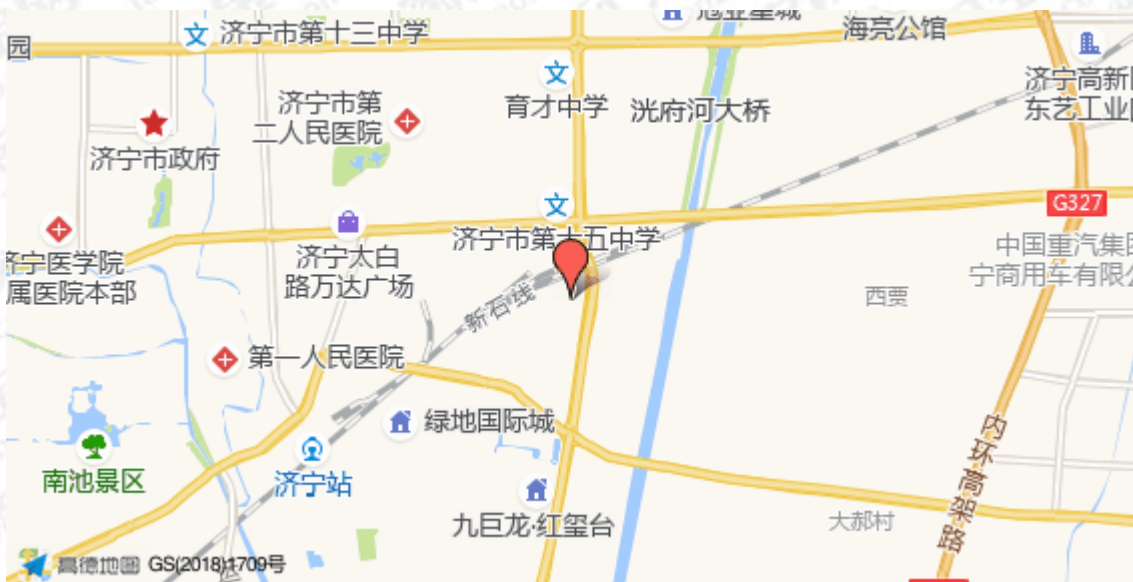 冠亚星城
园
济宁市第十三中学
海亮公馆
济宁市第
二人民医院
育才中学
洸府河大桥
济宁高新
东艺工业
济宁市政府
G327
济宁市第十五中学
中国重汽集
宁商用车有限
济宁医学院
属医院本部
济宁太白
路万达广场
西贾
新石线
第一人民医院
绿地国际城
内环高架路
南池景区
济宁站
九巨龙·红玺台
大郝村
高德地图 GS(2018)1709号